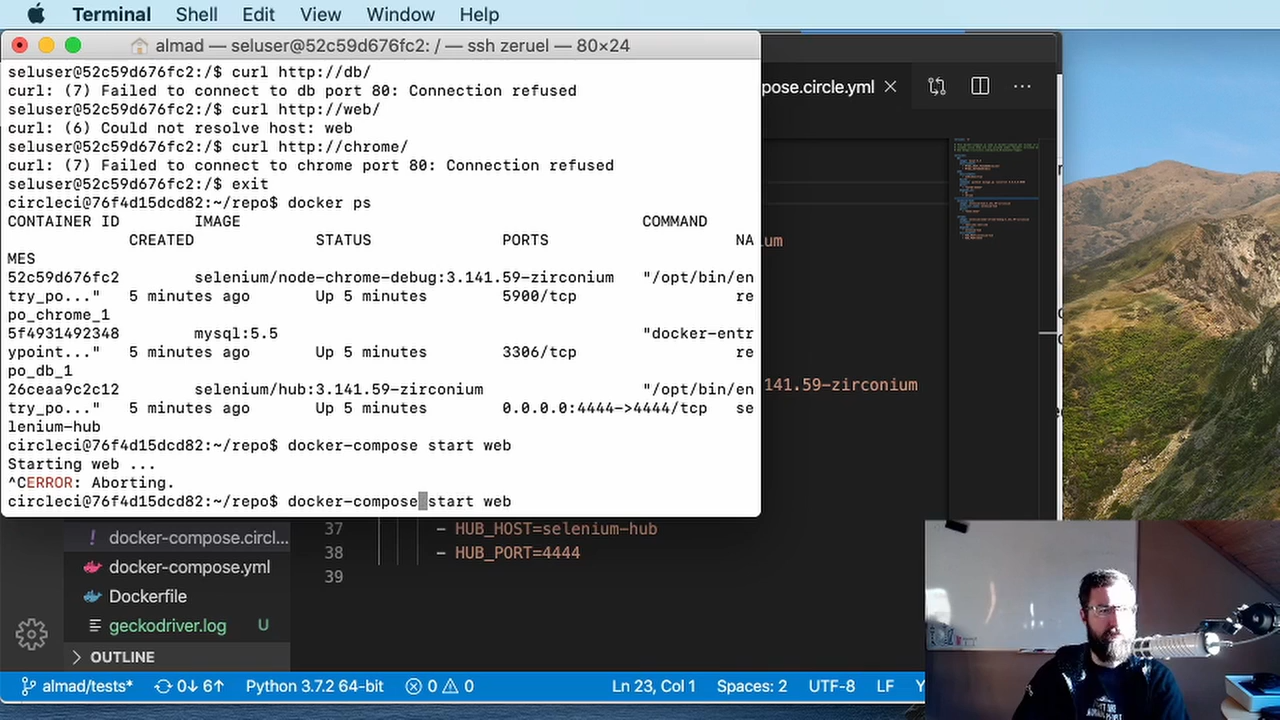 Terminal Shell Edit View Window Help
almad — seluser@52c59d676fc2: / — ssh zeruel — 80×24
seluser@52c59d676fc2:/$ curl http://db/
curl: (7) Failed to connect to db port 80: Connection refused
seluser@52c59d676fc2:/$ curl http://web/
curl: (6) Could not resolve host: web
seluser@52c59d676fc2:/$ curl http://chrome/
curl: (7) Failed to connect to chrome port 80: Connection refused
seluser@52c59d676fc2:/$ exit
circleci@76f4d15dcd82:~/repo$ docker ps
CONTAINER ID IMAGE COMMAND
CREATED STATUS PORTS NA
MES
52c59d676fc2 selenium/node-chrome-debug:3.141.59-zirconium "/opt/bin/en
try_po..." 5 minutes ago Up 5 minutes 5900/tcp re
po_chrome_1
5f4931492348 mysql:5.5 "docker-entr
ypoint..." 5 minutes ago Up 5 minutes 3306/tcp re
po_db_1
26ceaa9c2c12 selenium/hub:3.141.59-zirconium "/opt/bin/en
try_po..." 5 minutes ago Up 5 minutes 0.0.0.0:4444->4444/tcp se
lenium-hub
circleci@76f4d15dcd82:~/repo$ docker-compose start web
Starting web ...
^CERROR: Aborting.
circleci@76f4d15dcd82:~/repo$ docker-compose start web
pose.circle.yml
ium
141.59-zirconium
37 - HUB_HOST=selenium-hub
38 - HUB_PORT=4444
39
docker-compose.circl...
docker-compose.yml
Dockerfile
geckodriver.log U
OUTLINE
almad/tests* 0↓ 6↑ Python 3.7.2 64-bit 0 0 Ln 23, Col 1 Spaces: 2 UTF-8 LF Y